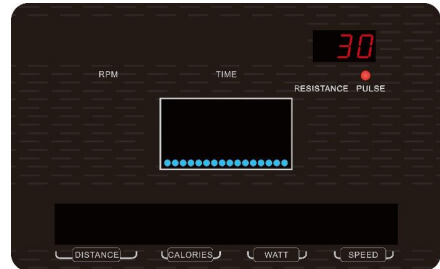 30
RPM TIME
RESISTANCE PULSE
DISTANCE CALORIES WATT SPEED